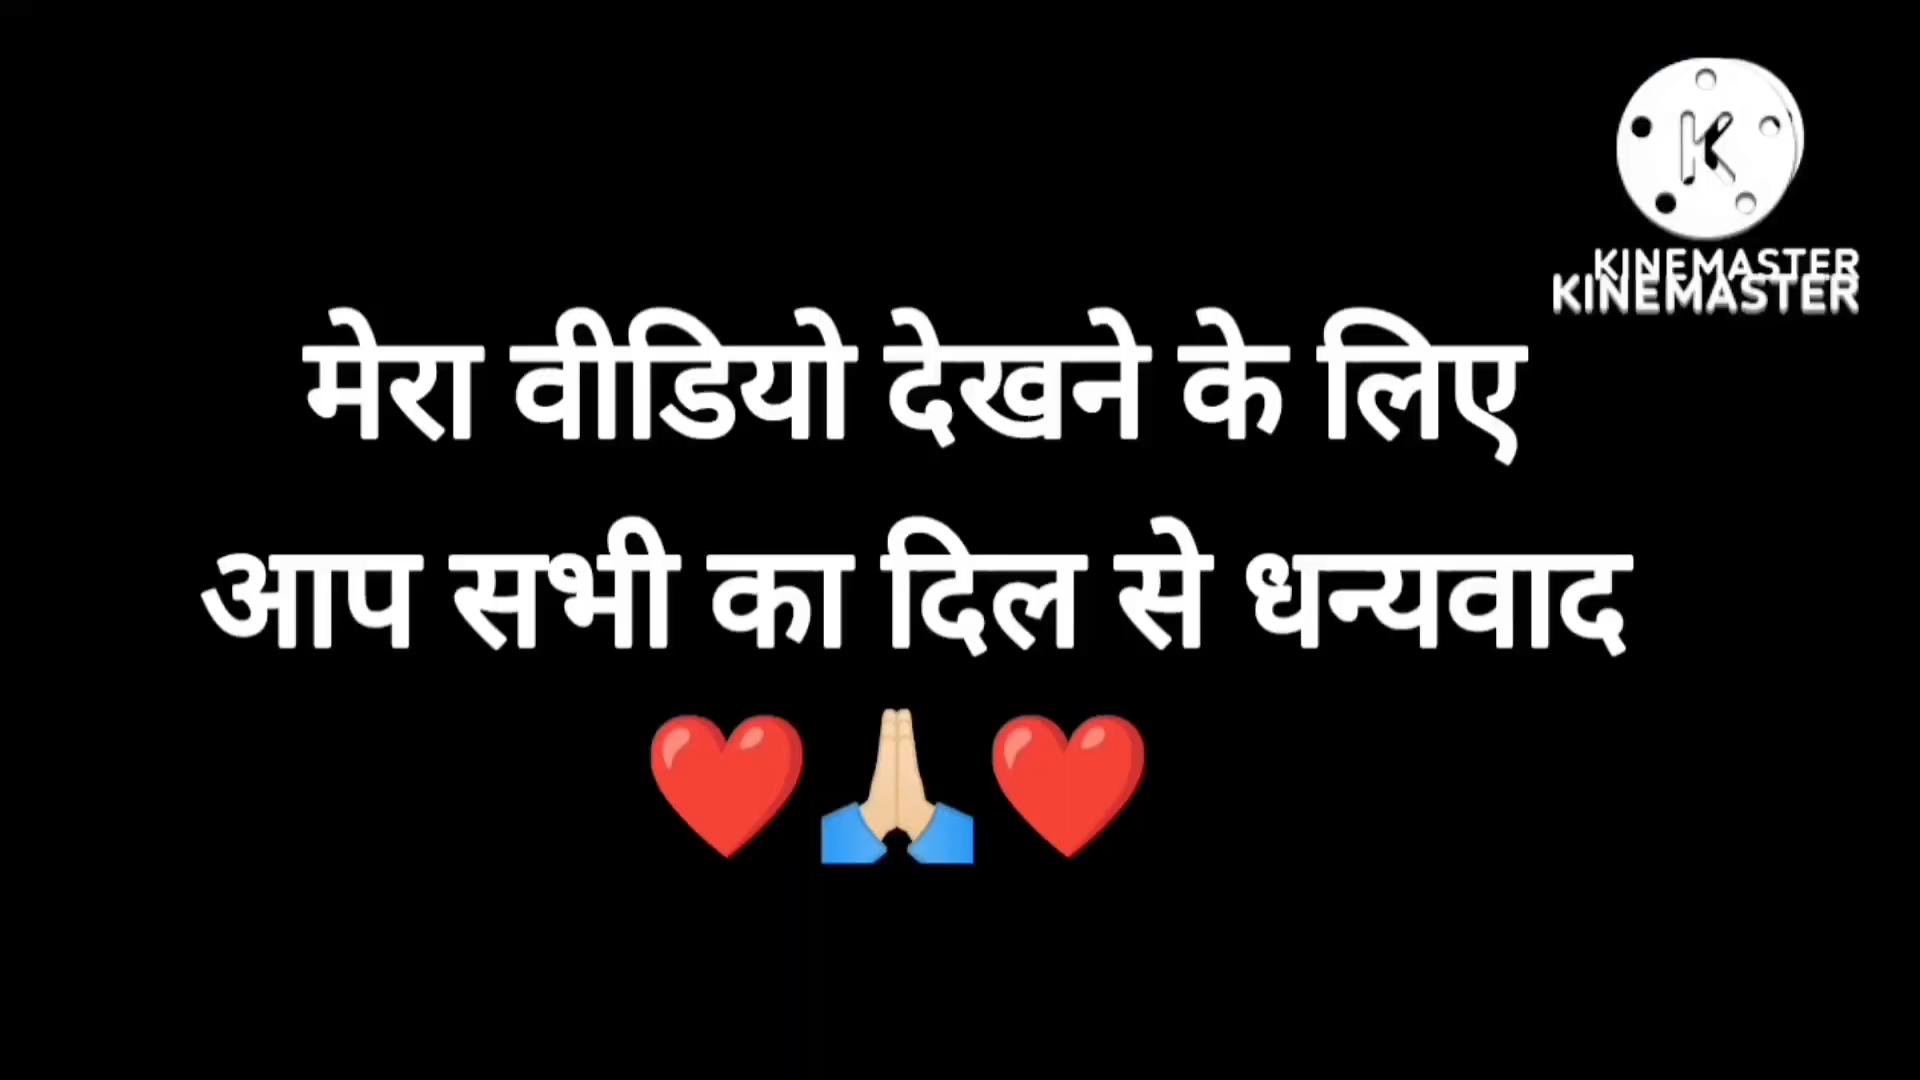 KINEMASTER
KINEMASTER
मेरा वीडियो देखने के लिए
आप सभी का दिल से धन्यवाद
❤️🙏🏼❤️